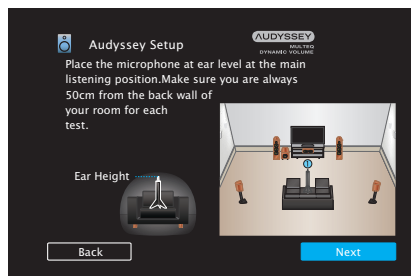 Audyssey Setup
AUDYSSEY
MULTEQ
DYNAMIC VOLUME
Place the microphone at ear level at the main
listening position.Make sure you are always
50cm from the back wall of
your room for each
test.
Ear Height
Back
Next